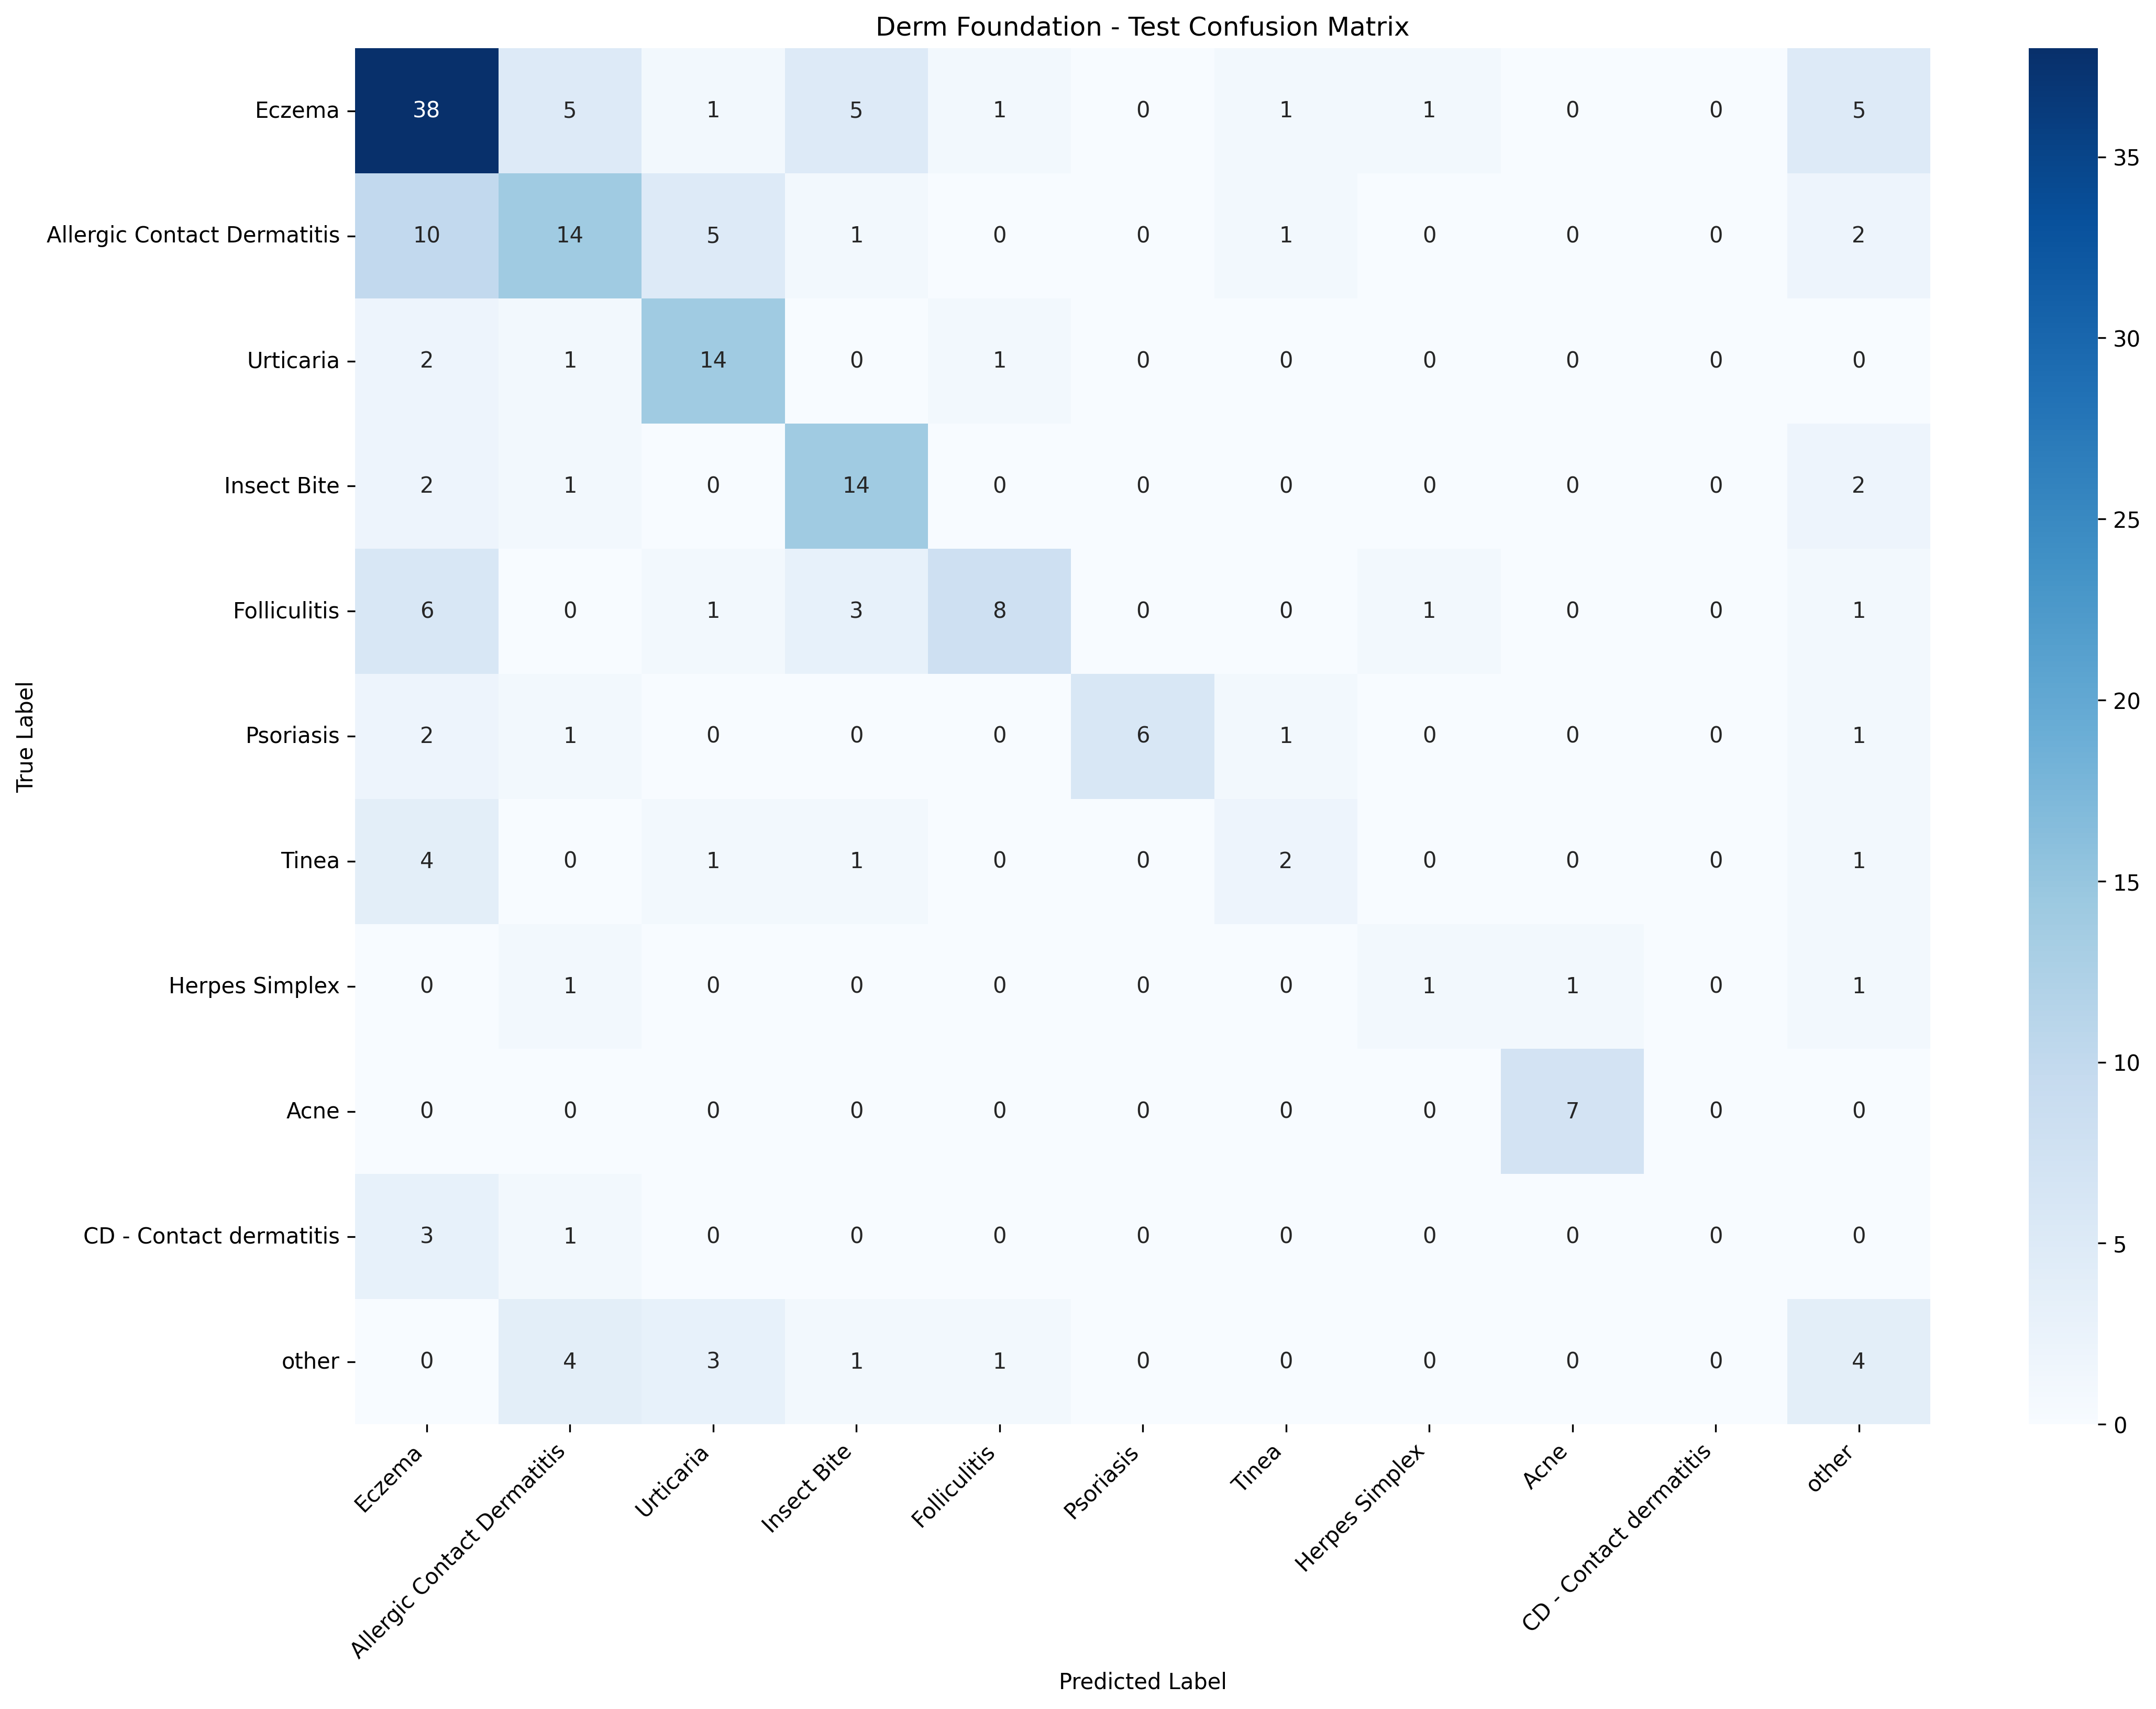 Derm Foundation - Test Confusion Matrix
Eczema 38 5 1 5 1 0 1 1 0 0 5
Allergic Contact Dermatitis 10 14 5 1 0 0 1 0 0 0 2
Urticaria 2 1 14 0 1 0 0 0 0 0 0
Insect Bite 2 1 0 14 0 0 0 0 0 0 2
Folliculitis 6 0 1 3 8 0 0 1 0 0 1
Psoriasis 2 1 0 0 0 6 1 0 0 0 1
Tinea 4 0 1 1 0 0 2 0 0 0 1
Herpes Simplex 0 1 0 0 0 0 0 1 1 0 1
Acne 0 0 0 0 0 0 0 0 7 0 0
CD - Contact dermatitis 3 1 0 0 0 0 0 0 0 0 0
other 0 4 3 1 1 0 0 0 0 0 4
True Label
Eczema
Allergic Contact Dermatitis
Urticaria
Insect Bite
Folliculitis
Psoriasis
Tinea
Herpes Simplex
Acne
CD - Contact dermatitis
other
Predicted Label
35
30
25
20
15
10
5
0